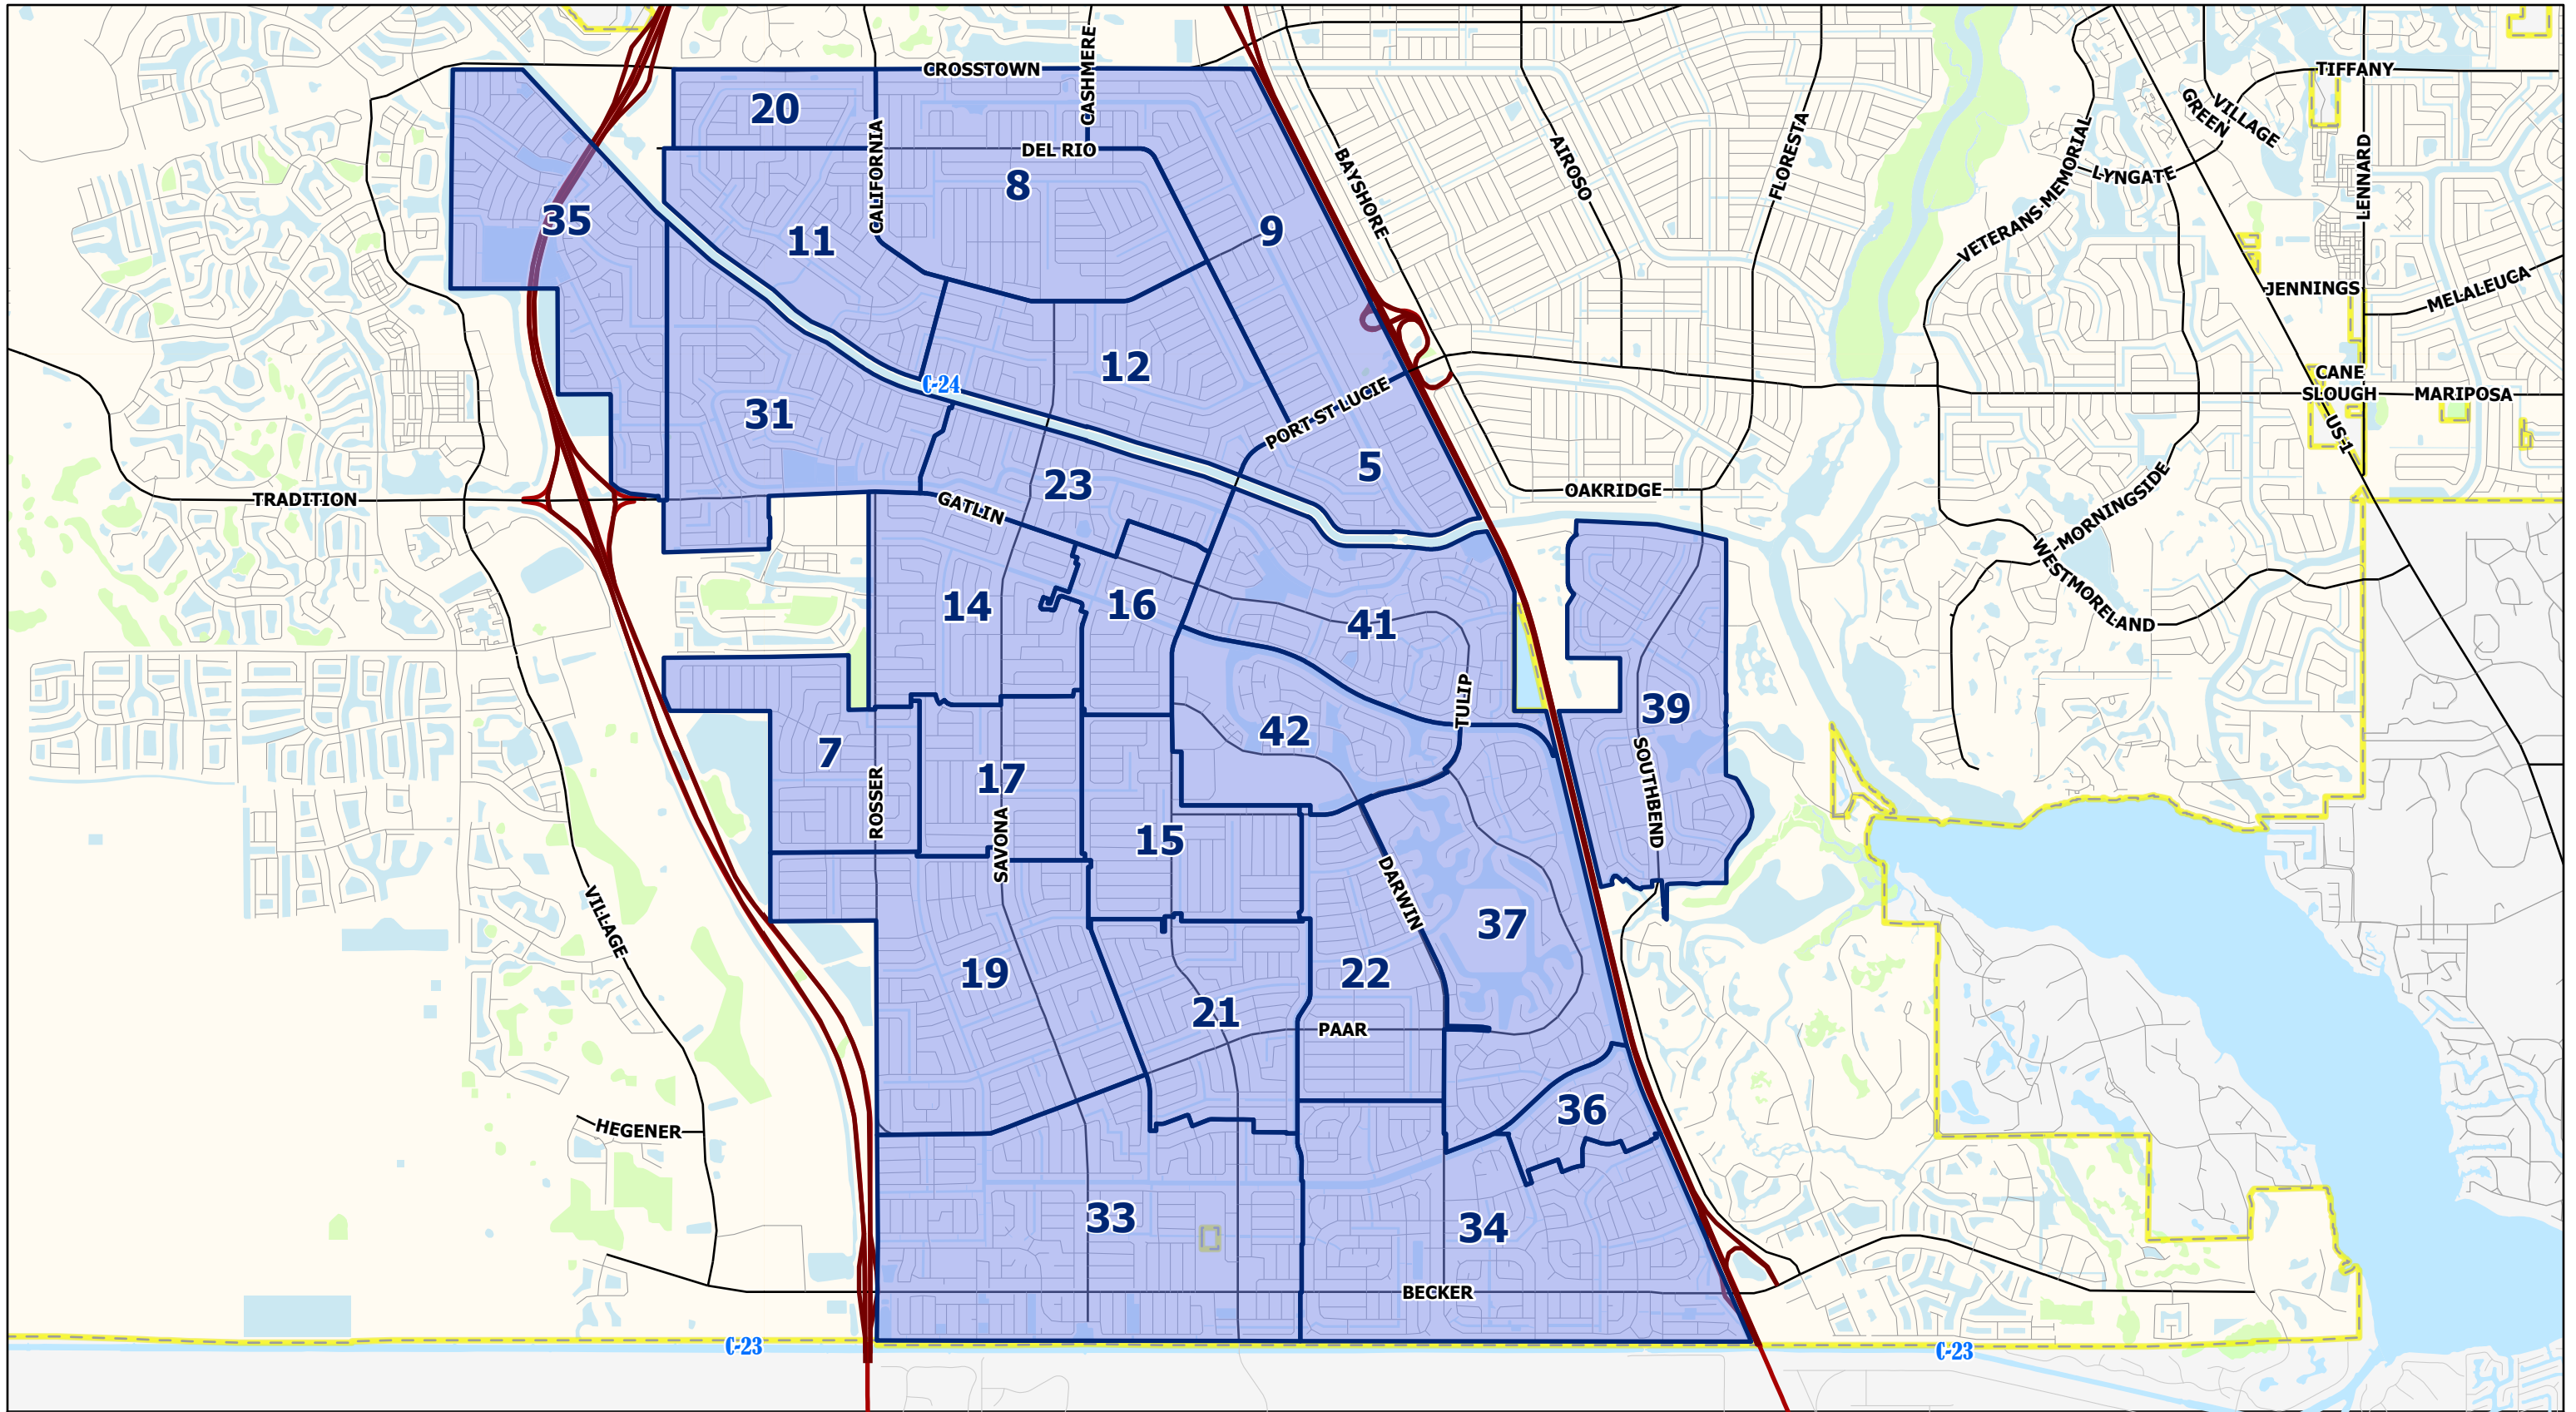 CROSSTOWN
CASHMERE
TIFFANY
20
VILLAGE
GREEN
CALIFORNIA
DEL RIO
BAYSHORE
AIROSO
FLORESTA
VETERANS MEMORIAL
LYNGATE
LENNARD
8
35
11
9
JENNINGS
MELALEUCA
12
C-24
31
PORT ST LUCIE
CANE
SLOUGH
MARIPOSA
US-1
5
23
TRADITION
GATLIN
OAKRIDGE
MORNINGSIDE
WESTMORELAND
14
16
41
TULIP
39
42
7
17
ROSSER
SAVONA
SOUTHBEND
15
DARWIN
VILLAGE
37
19
22
21
PAAR
36
HEGENER
33
34
BECKER
C-23
C-23